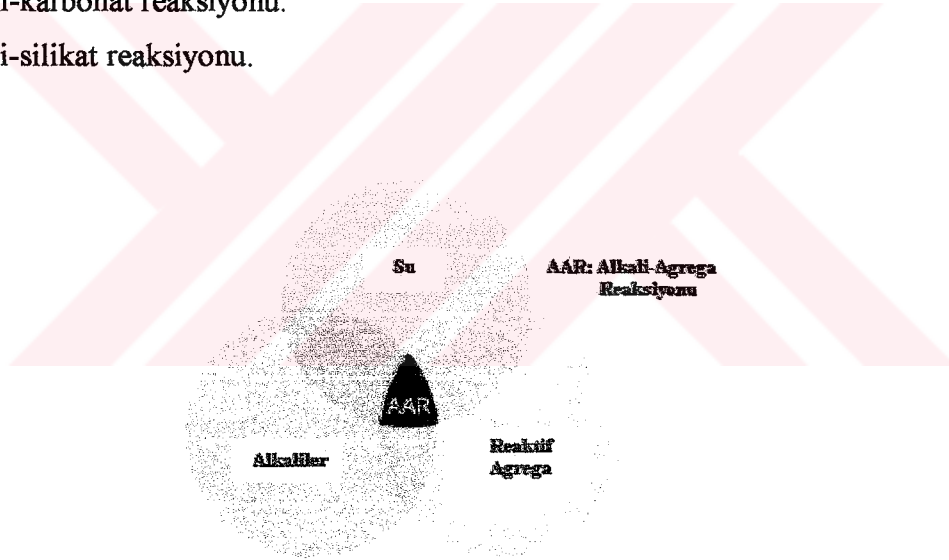 i-karbonat reaksiyonu.
i-silikat reaksiyonu.
Su
AAR: Alkali-Agrega
Reaksiyonu
AAR
Alkaliler
Reaktif
Agrega